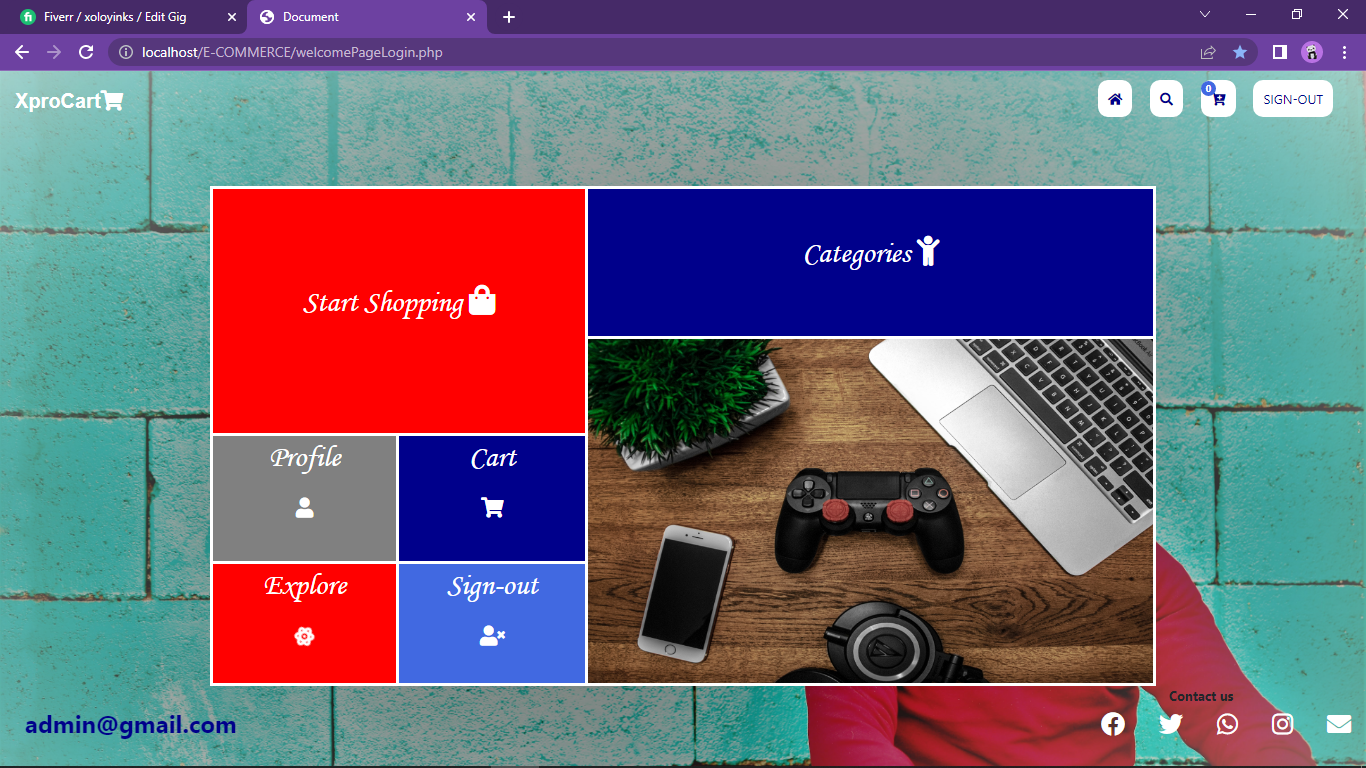 Fiverr / xoloyinks / Edit Gig
Document
localhost/E-COMMERCE/welcomePageLogin.php
XproCart
0
SIGN-OUT
Start Shopping
Categories
Profile
Cart
Explore
Sign-out
Contact us
admin@gmail.com